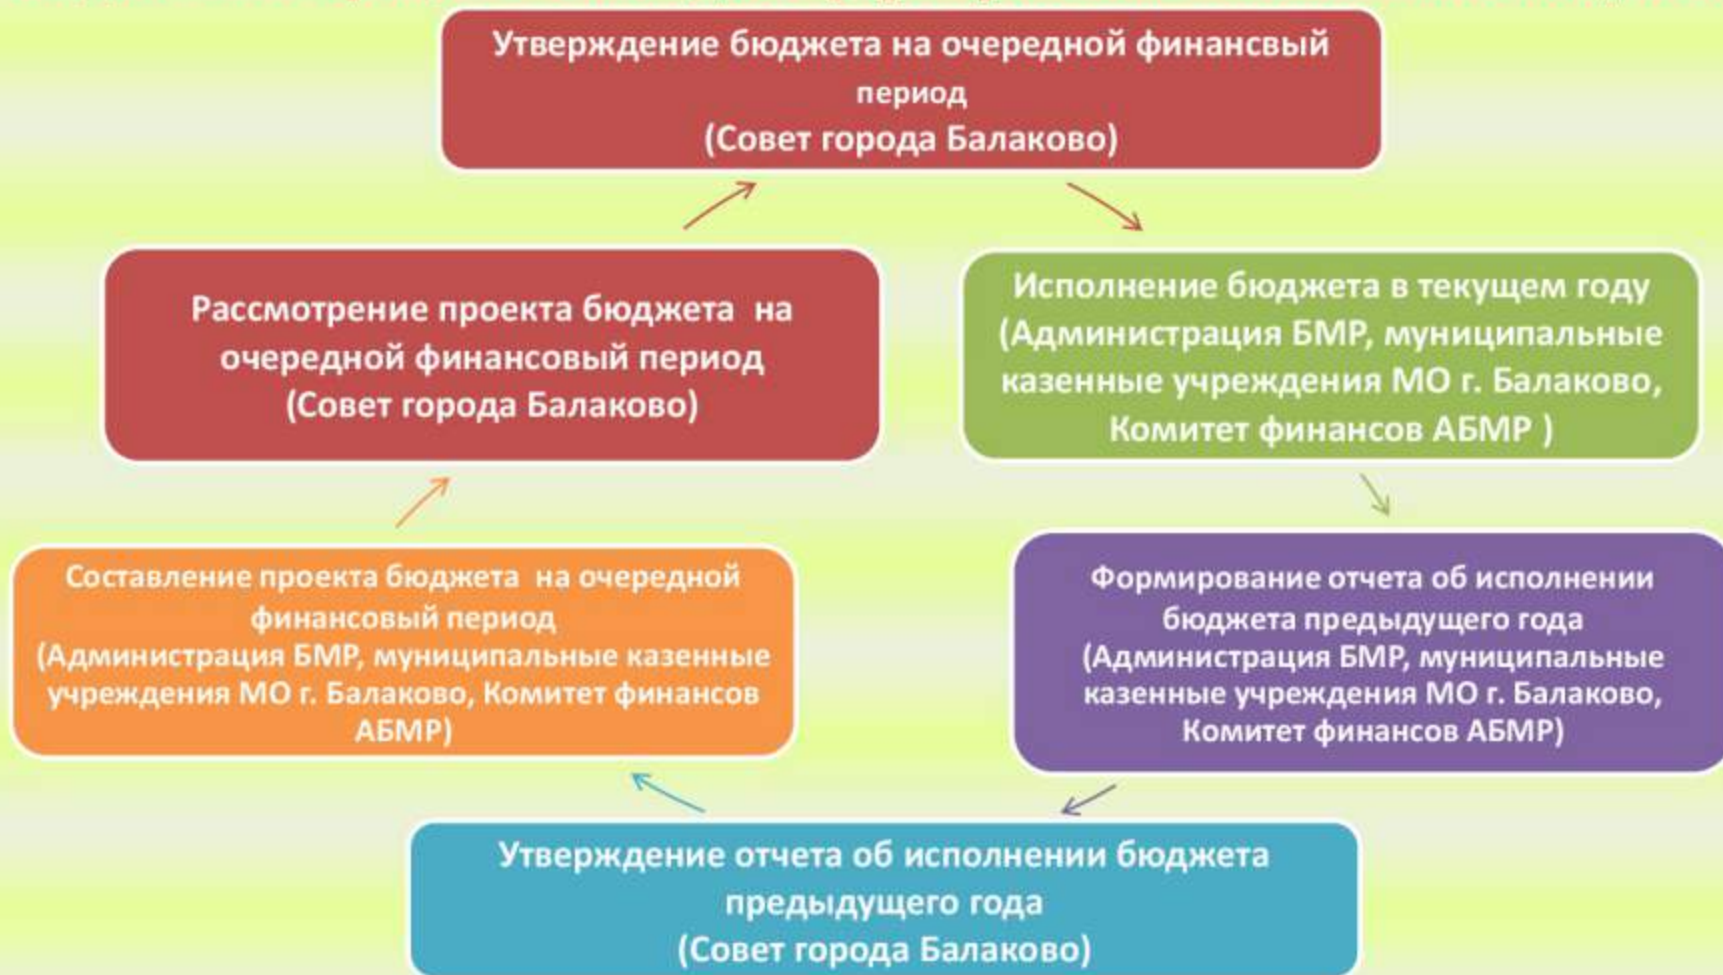 Утверждение бюджета на очередной финансвый
период
(Совет города Балаково)
Рассмотрение проекта бюджета на
очередной финансовый период
(Совет города Балаково)
Исполнение бюджета в текущем году
(Администрация БМР, муниципальные
казенные учреждения МО г. Балаково,
Комитет финансов АБМР )
Составление проекта бюджета на очередной
финансовый период
(Администрация БМР, муниципальные казенные
учреждения МО г. Балаково, Комитет финансов
АБМР)
Формирование отчета об исполнении
бюджета предыдущего года
(Администрация БМР, муниципальные
казенные учреждения МО г. Балаково,
Комитет финансов АБМР)
Утверждение отчета об исполнении бюджета
предыдущего года
(Совет города Балаково)